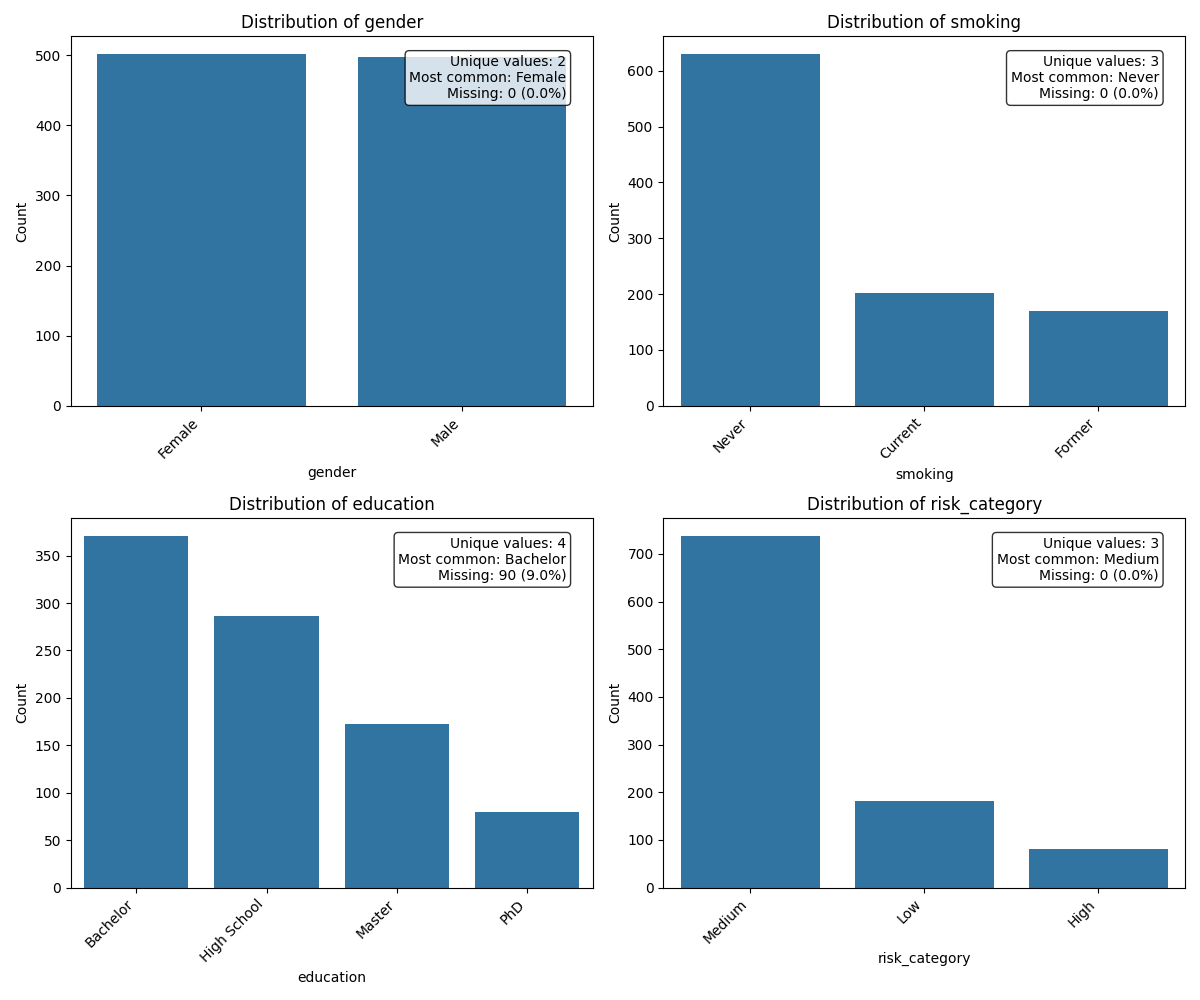 Distribution of gender
Unique values: 2
Most common: Female
Missing: 0 (0.0%)
500
400
300
200
100
0
Count
Female
Male
gender
Distribution of smoking
Unique values: 3
Most common: Never
Missing: 0 (0.0%)
600
500
400
300
200
100
0
Count
Never
Current
Former
smoking
Distribution of education
Unique values: 4
Most common: Bachelor
Missing: 90 (9.0%)
350
300
250
200
150
100
50
0
Count
Bachelor
High School
Master
PhD
education
Distribution of risk_category
Unique values: 3
Most common: Medium
Missing: 0 (0.0%)
700
600
500
400
300
200
100
0
Count
Medium
Low
High
risk_category